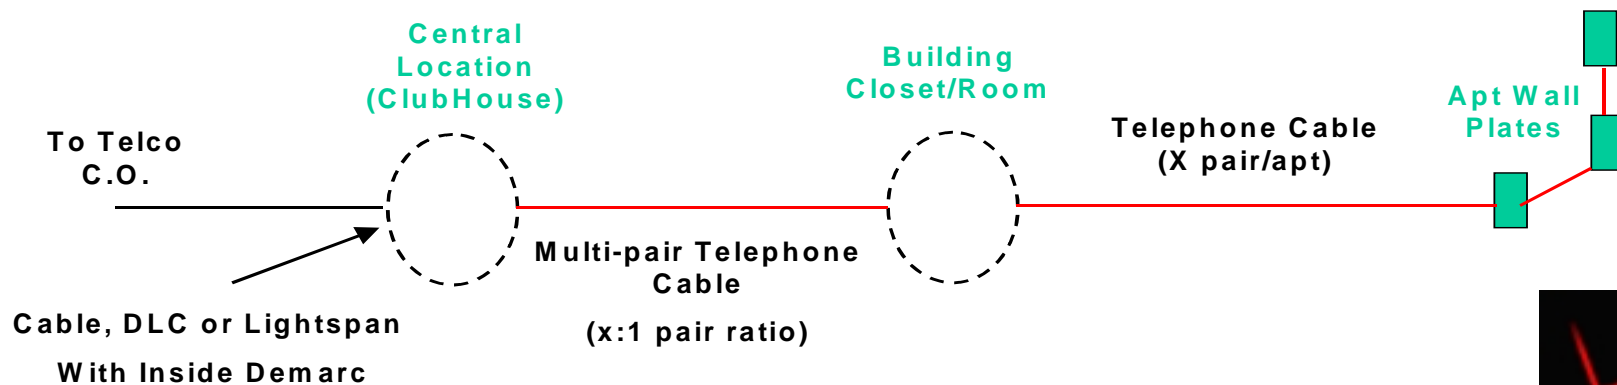 Central
Location
(ClubHouse)
Building
Closet/Room
Apt Wall
Plates
To Telco
C.O.
Telephone Cable
(X pair/apt)
Multi-pair Telephone
Cable
(x:1 pair ratio)
Cable, DLC or Lightspan
With Inside Demarc